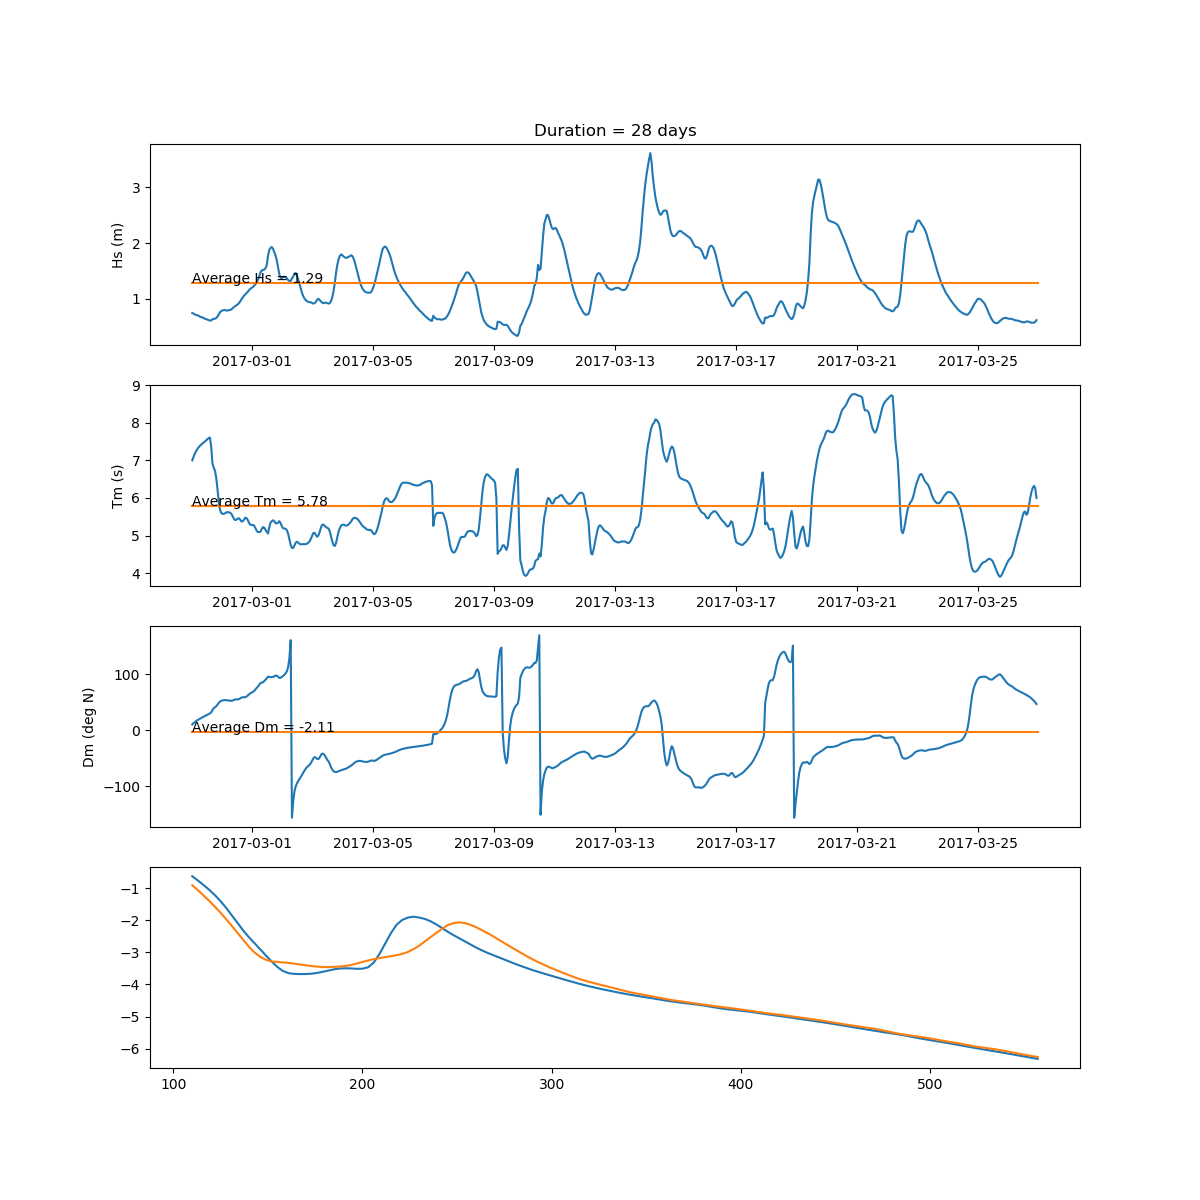 Duration = 28 days
3
2
1
Hs (m)
Average Hs = 1.29
2017-03-01 2017-03-05 2017-03-09 2017-03-13 2017-03-17 2017-03-21 2017-03-25
9
8
7
6
5
4
Tm (s)
Average Tm = 5.78
2017-03-01 2017-03-05 2017-03-09 2017-03-13 2017-03-17 2017-03-21 2017-03-25
100
0
−100
Dm (deg N)
Average Dm = -2.11
2017-03-01 2017-03-05 2017-03-09 2017-03-13 2017-03-17 2017-03-21 2017-03-25
−1
−2
−3
−4
−5
−6
100 200 300 400 500